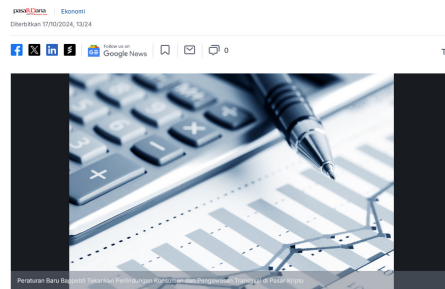 pasarDana
Ekonomi
Diterbitkan 17/10/2024, 13/24
Follow us on
Google News
0
Peraturan Baru Bappebti Tekankan Perlindungan Konsumen dan Pengawasan Transaksi di Pasar Kripto